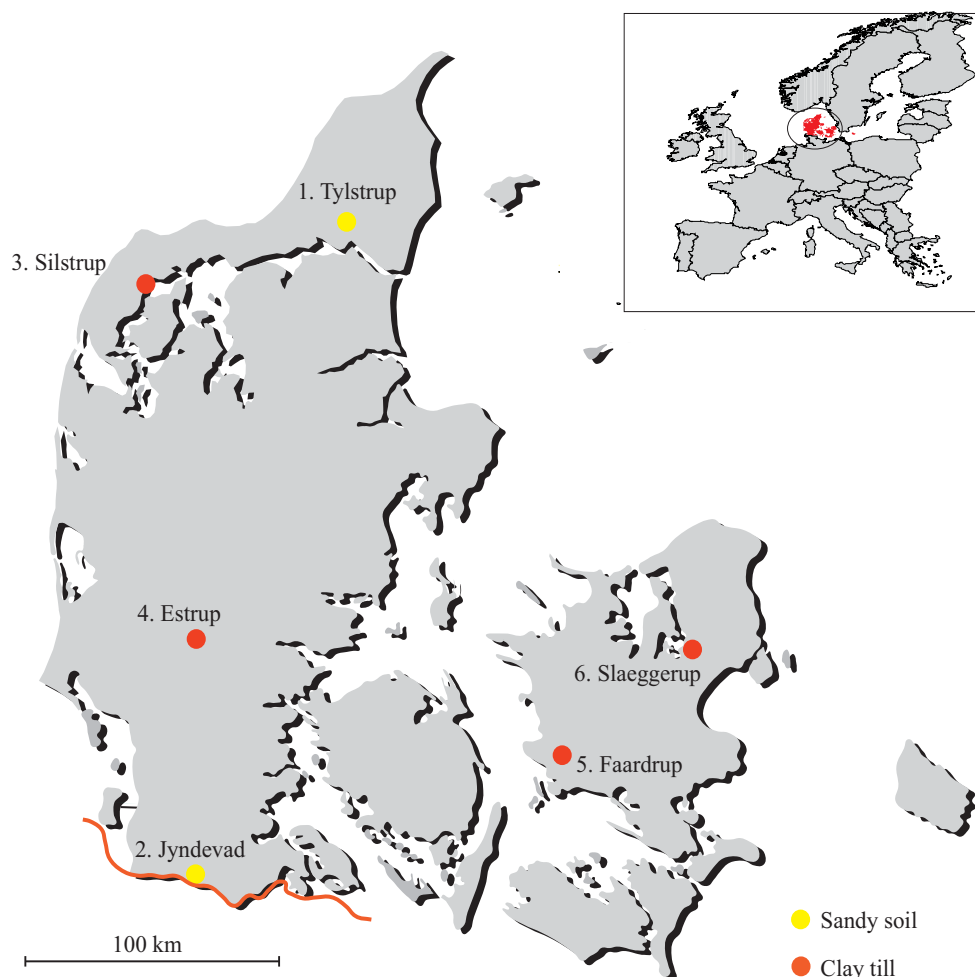 1. Tylstrup
3. Silstrup
4. Estrup
6. Slaeggerup
5. Faardrup
2. Jyndevad
100 km
Sandy soil
Clay till